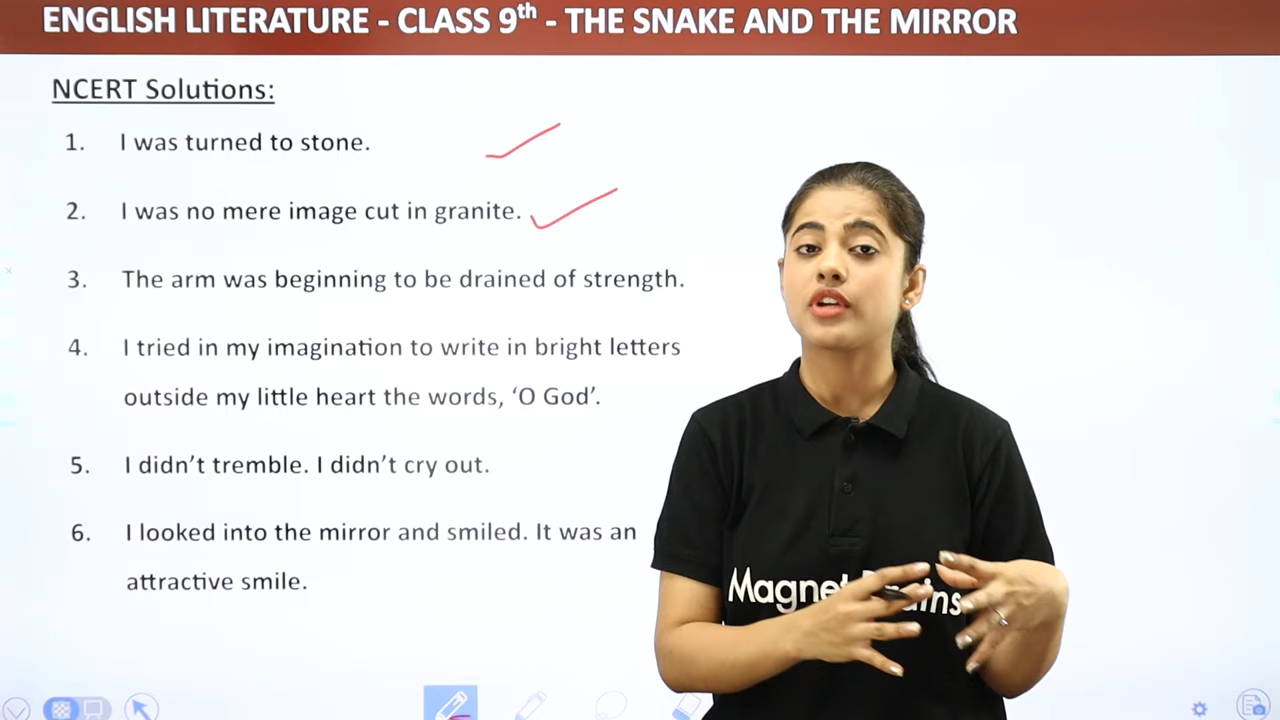 ENGLISH LITERATURE - CLASS 9th - THE SNAKE AND THE MIRROR
NCERT Solutions:
1. I was turned to stone.
2. I was no mere image cut in granite.
3. The arm was beginning to be drained of strength.
4. I tried in my imagination to write in bright letters
outside my little heart the words, ‘O God’.
5. I didn’t tremble. I didn’t cry out.
6. I looked into the mirror and smiled. It was an
attractive smile.
Magnet Brains